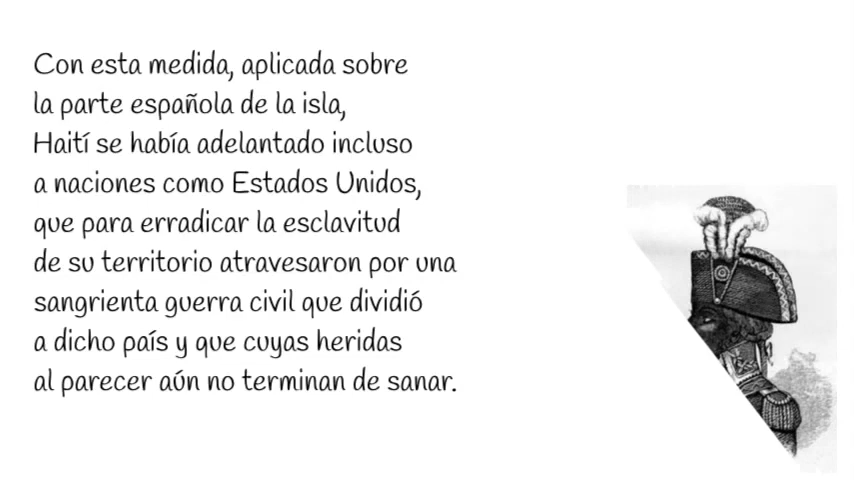 Con esta medida, aplicada sobre
la parte española de la isla,
Haití se había adelantado incluso
a naciones como Estados Unidos,
que para erradicar la esclavitud
de su territorio atravesaron por una
sangrienta guerra civil que dividió
a dicho país y que cuyas heridas
al parecer aún no terminan de sanar.